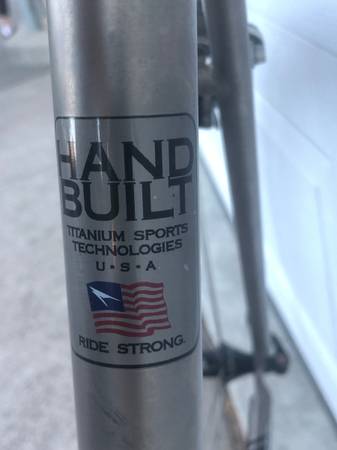 HAND
BUILT
TITANIUM SPORTS
TECHNOLOGIES
U·S·A
RIDE STRONG.